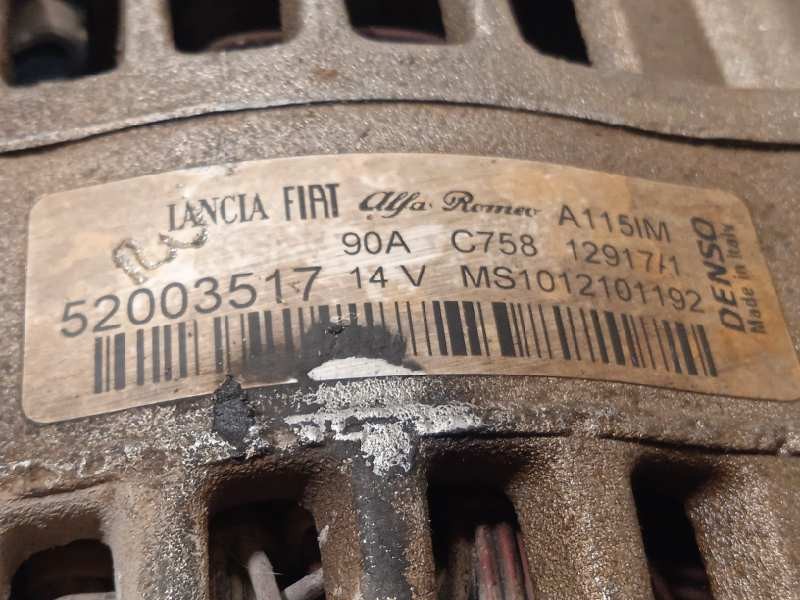 LANCIA FIAT Alfa Romeo A115IM
90A C758 12917/1
52003517 14 V MS1012101192
DENSO
Made in Italy